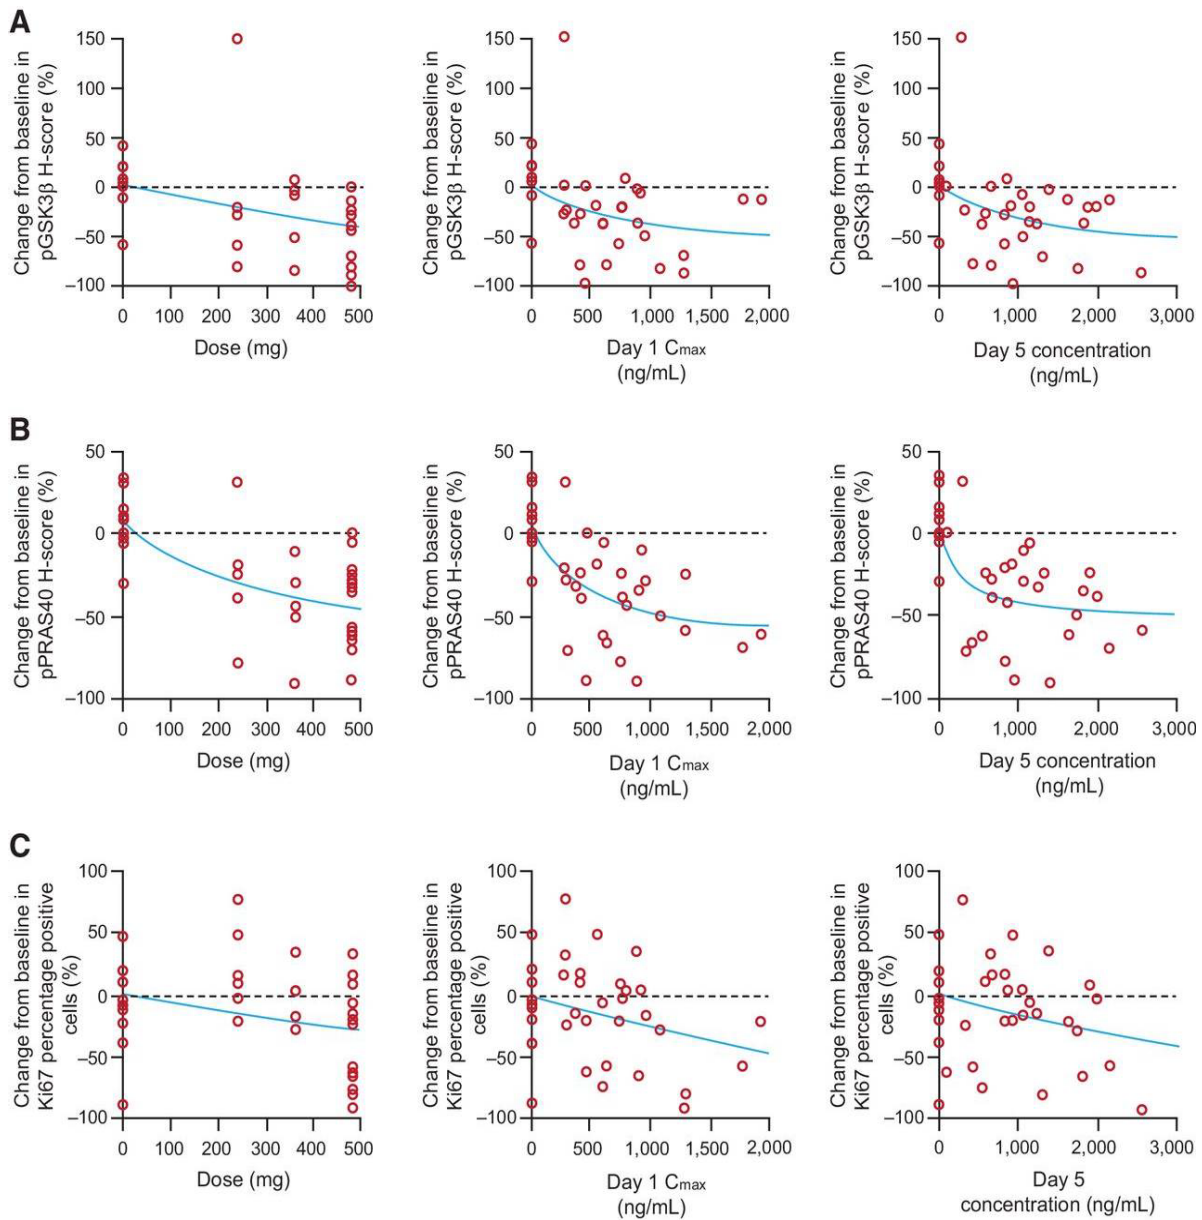 A
Change from baseline in
pGSK3β H-score (%)
150
100
50
0
–50
–100
0 100 200 300 400 500
Dose (mg)
Change from baseline in
pGSK3β H-score (%)
150
100
50
0
–50
–100
0 500 1,000 1,500 2,000
Day 1 Cmax
(ng/mL)
Change from baseline in
pGSK3β H-score (%)
150
100
50
0
–50
–100
0 1,000 2,000 3,000
Day 5 concentration
(ng/mL)
B
Change from baseline in
pPRAS40 H-score (%)
50
0
–50
–100
0 100 200 300 400 500
Dose (mg)
Change from baseline in
pPRAS40 H-score (%)
50
0
–50
–100
0 500 1,000 1,500 2,000
Day 1 Cmax
(ng/mL)
Change from baseline in
pPRAS40 H-score (%)
50
0
–50
–100
0 1,000 2,000 3,000
Day 5 concentration
(ng/mL)
C
Change from baseline in
Ki67 percentage positive
cells (%)
100
50
0
–50
–100
0 100 200 300 400 500
Dose (mg)
Change from baseline in
Ki67 percentage positive
cells (%)
100
50
0
–50
–100
0 500 1,000 1,500 2,000
Day 1 Cmax
(ng/mL)
Change from baseline in
Ki67 percentage positive
cells (%)
100
50
0
–50
–100
0 1,000 2,000 3,000
Day 5
concentration (ng/mL)